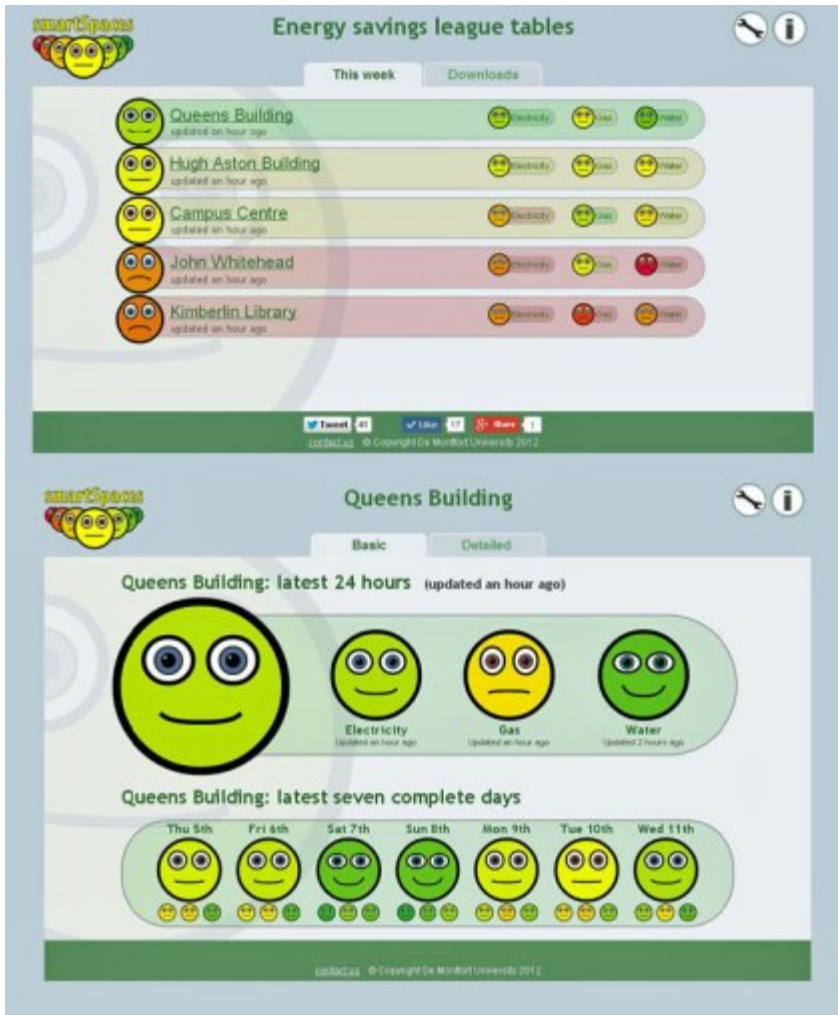 smartSpaces
Energy savings league tables
This week
Downloads
Queens Building
updated an hour ago
Electricity
Gas
Water
Hugh Aston Building
updated an hour ago
Electricity
Gas
Water
Campus Centre
updated an hour ago
Electricity
Gas
Water
John Whitehead
updated an hour ago
Electricity
Gas
Water
Kimberlin Library
updated an hour ago
Electricity
Gas
Water
Tweet 41
Like 17
Share 1
contact us © Copyright De Montfort University 2012
smartSpaces
Queens Building
Basic
Detailed
Queens Building: latest 24 hours (updated an hour ago)
Electricity
Updated an hour ago
Gas
Updated an hour ago
Water
Updated 2 hours ago
Queens Building: latest seven complete days
Thu 5th Fri 6th Sat 7th Sun 8th Mon 9th Tue 10th Wed 11th
contact us © Copyright De Montfort University 2012